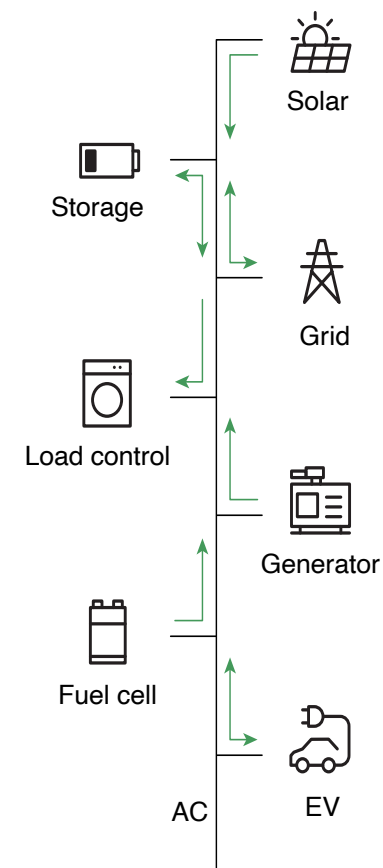 Solar
Storage
Grid
Load control
Generator
Fuel cell
EV
AC